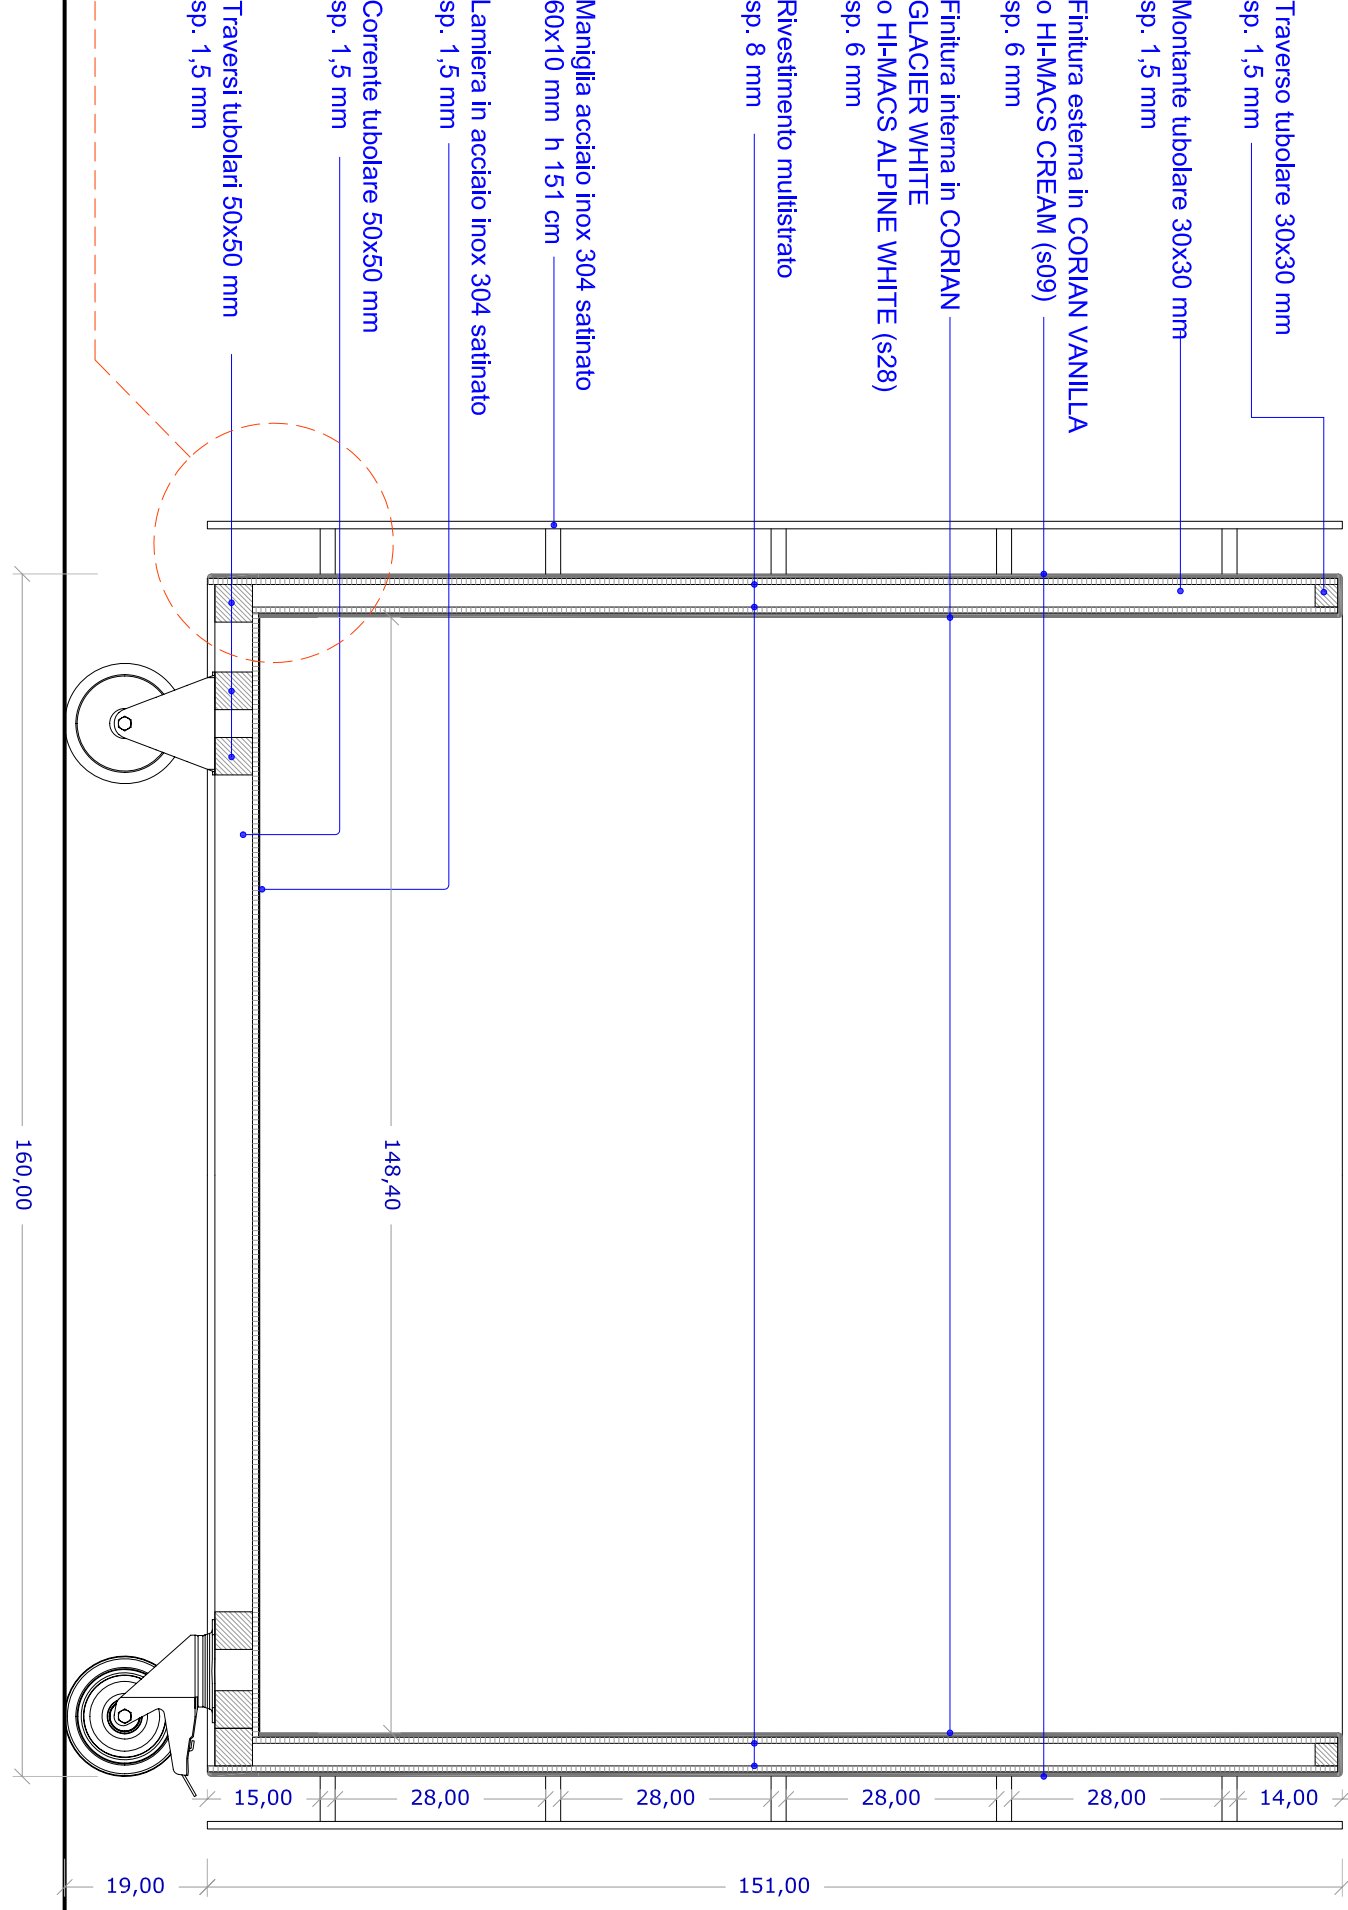 Traverso tubolare 30x30 mm
sp. 1,5 mm
Montante tubolare 30x30 mm
sp. 1,5 mm
Finitura esterna in CORIAN VANILLA
o HI-MACS CREAM (s09)
sp. 6 mm
Finitura interna in CORIAN
GLACIER WHITE
o HI-MACS ALPINE WHITE (s28)
sp. 6 mm
Rivestimento multistrato
sp. 8 mm
Maniglia acciaio inox 304 satinato
60x10 mm h 151 cm
Lamiera in acciaio inox 304 satinato
sp. 1,5 mm
Corrente tubolare 50x50 mm
sp. 1,5 mm
Traversi tubolari 50x50 mm
sp. 1,5 mm
148,40
160,00
15,00
28,00
28,00
28,00
28,00
14,00
19,00
151,00